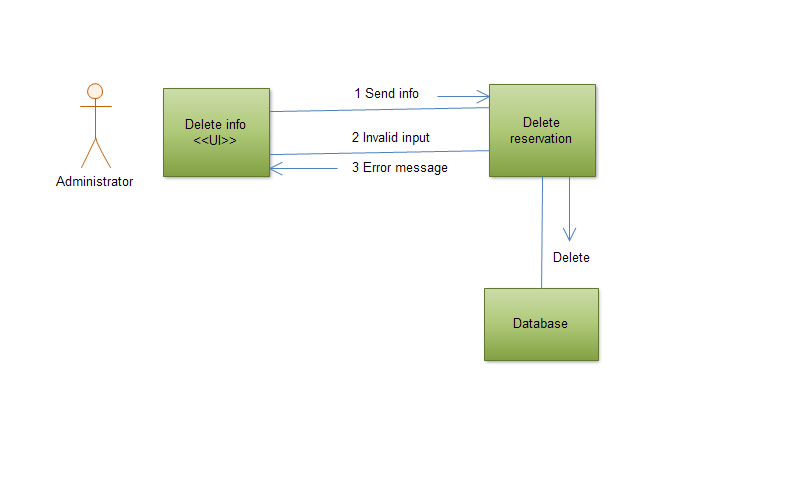 1 Send info
Delete info
<<UI>>
Delete
reservation
2 Invalid input
3 Error message
Administrator
Delete
Database